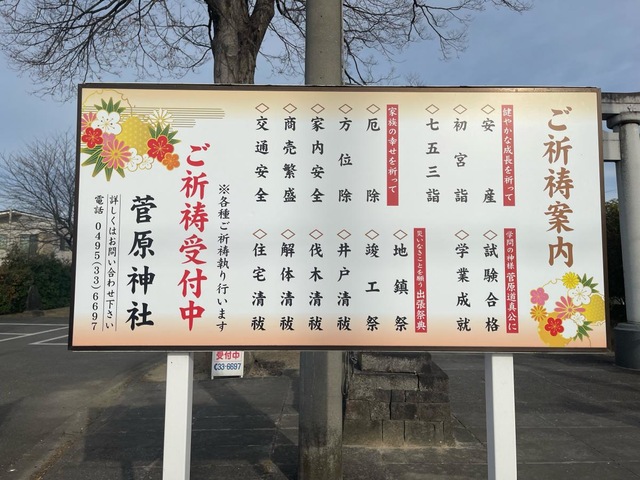 ご祈祷案内
健やかな成長を祈って
◇安産
◇初宮詣
◇七五三詣
学問の神様 菅原道真公に
◇試験合格
◇学業成就
家族の幸せを祈って
◇厄除
◇方位除
◇家内安全
◇商売繁盛
◇交通安全
災いなきことを願う出張祭典
◇地鎮祭
◇竣工祭
◇井戸清祓
◇伐木清祓
◇解体清祓
◇住宅清祓
※各種ご祈祷執り行います
ご祈祷受付中
菅原神社
詳しくはお問い合わせ下さい
電話 0495(33)6697
受付中
33-6697